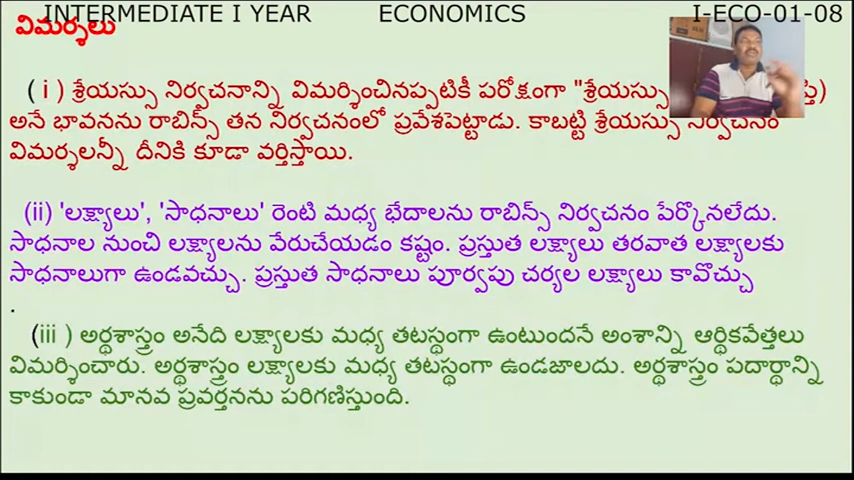 INTERMEDIATE I YEAR ECONOMICS I-ECO-01-08
విమర్శలు
( i ) శ్రేయస్సు నిర్వచనాన్ని విమర్శించినప్పటికీ పరోక్షంగా "శ్రేయస్సు
అనే భావనను రాబిన్స్ తన నిర్వచనంలో ప్రవేశపెట్టాడు. కాబట్టి శ్రేయస్సు నిర్వచనం
విమర్శలన్నీ దీనికి కూడా వర్తిస్తాయి.
(ii) 'లక్ష్యాలు', 'సాధనాలు' రెంటి మధ్య భేదాలను రాబిన్స్ నిర్వచనం పేర్కొనలేదు.
సాధనాల నుంచి లక్ష్యాలను వేరుచేయడం కష్టం. ప్రస్తుత లక్ష్యాలు తరవాత లక్ష్యాలకు
సాధనాలుగా ఉండవచ్చు. ప్రస్తుత సాధనాలు పూర్వపు చర్యల లక్ష్యాలు కావొచ్చు
.
(iii ) అర్థశాస్త్రం అనేది లక్ష్యాలకు మధ్య తటస్థంగా ఉంటుందనే అంశాన్ని ఆర్థికవేత్తలు
విమర్శించారు. అర్థశాస్త్రం లక్ష్యాలకు మధ్య తటస్థంగా ఉండజాలదు. అర్థశాస్త్రం పదార్థాన్ని
కాకుండా మానవ ప్రవర్తనను పరిగణిస్తుంది.